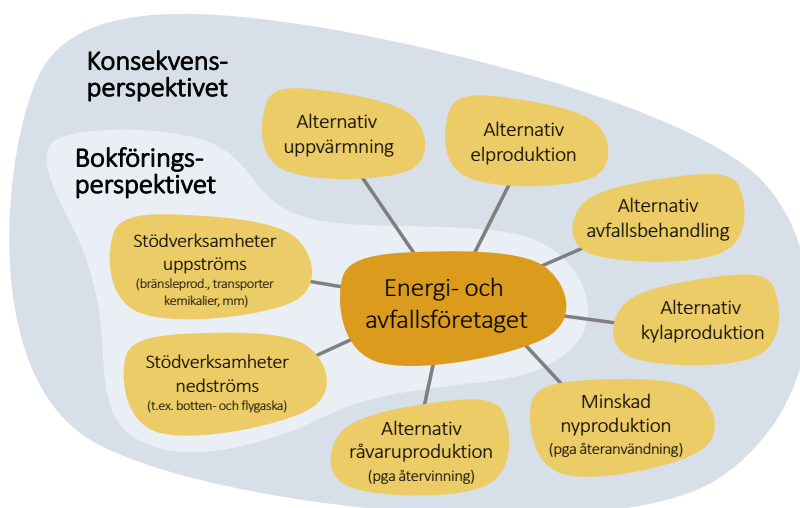 Konsekvens-
perspektivet
Bokförings-
perspektivet
Alternativ
uppvärmning
Alternativ
elproduktion
Alternativ
avfallsbehandling
Alternativ
kylaproduktion
Minskad
nyproduktion
(pga återanvändning)
Alternativ
råvaruproduktion
(pga återvinning)
Stödverksamheter
uppströms
(bränsleprod., transporter
kemikalier, mm)
Stödverksamheter
nedströms
(t.ex. botten- och flygaska)
Energi- och
avfallsföretaget